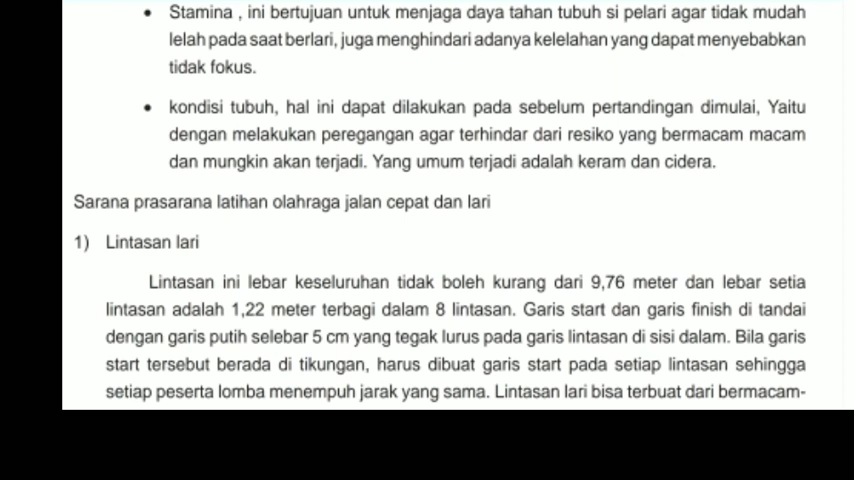 • Stamina , ini bertujuan untuk menjaga daya tahan tubuh si pelari agar tidak mudah
lelah pada saat berlari, juga menghindari adanya kelelahan yang dapat menyebabkan
tidak fokus.
• kondisi tubuh, hal ini dapat dilakukan pada sebelum pertandingan dimulai, Yaitu
dengan melakukan peregangan agar terhindar dari resiko yang bermacam macam
dan mungkin akan terjadi. Yang umum terjadi adalah keram dan cidera.
Sarana prasarana latihan olahraga jalan cepat dan lari
1) Lintasan lari
Lintasan ini lebar keseluruhan tidak boleh kurang dari 9,76 meter dan lebar setia
lintasan adalah 1,22 meter terbagi dalam 8 lintasan. Garis start dan garis finish di tandai
dengan garis putih selebar 5 cm yang tegak lurus pada garis lintasan di sisi dalam. Bila garis
start tersebut berada di tikungan, harus dibuat garis start pada setiap lintasan sehingga
setiap peserta lomba menempuh jarak yang sama. Lintasan lari bisa terbuat dari bermacam-